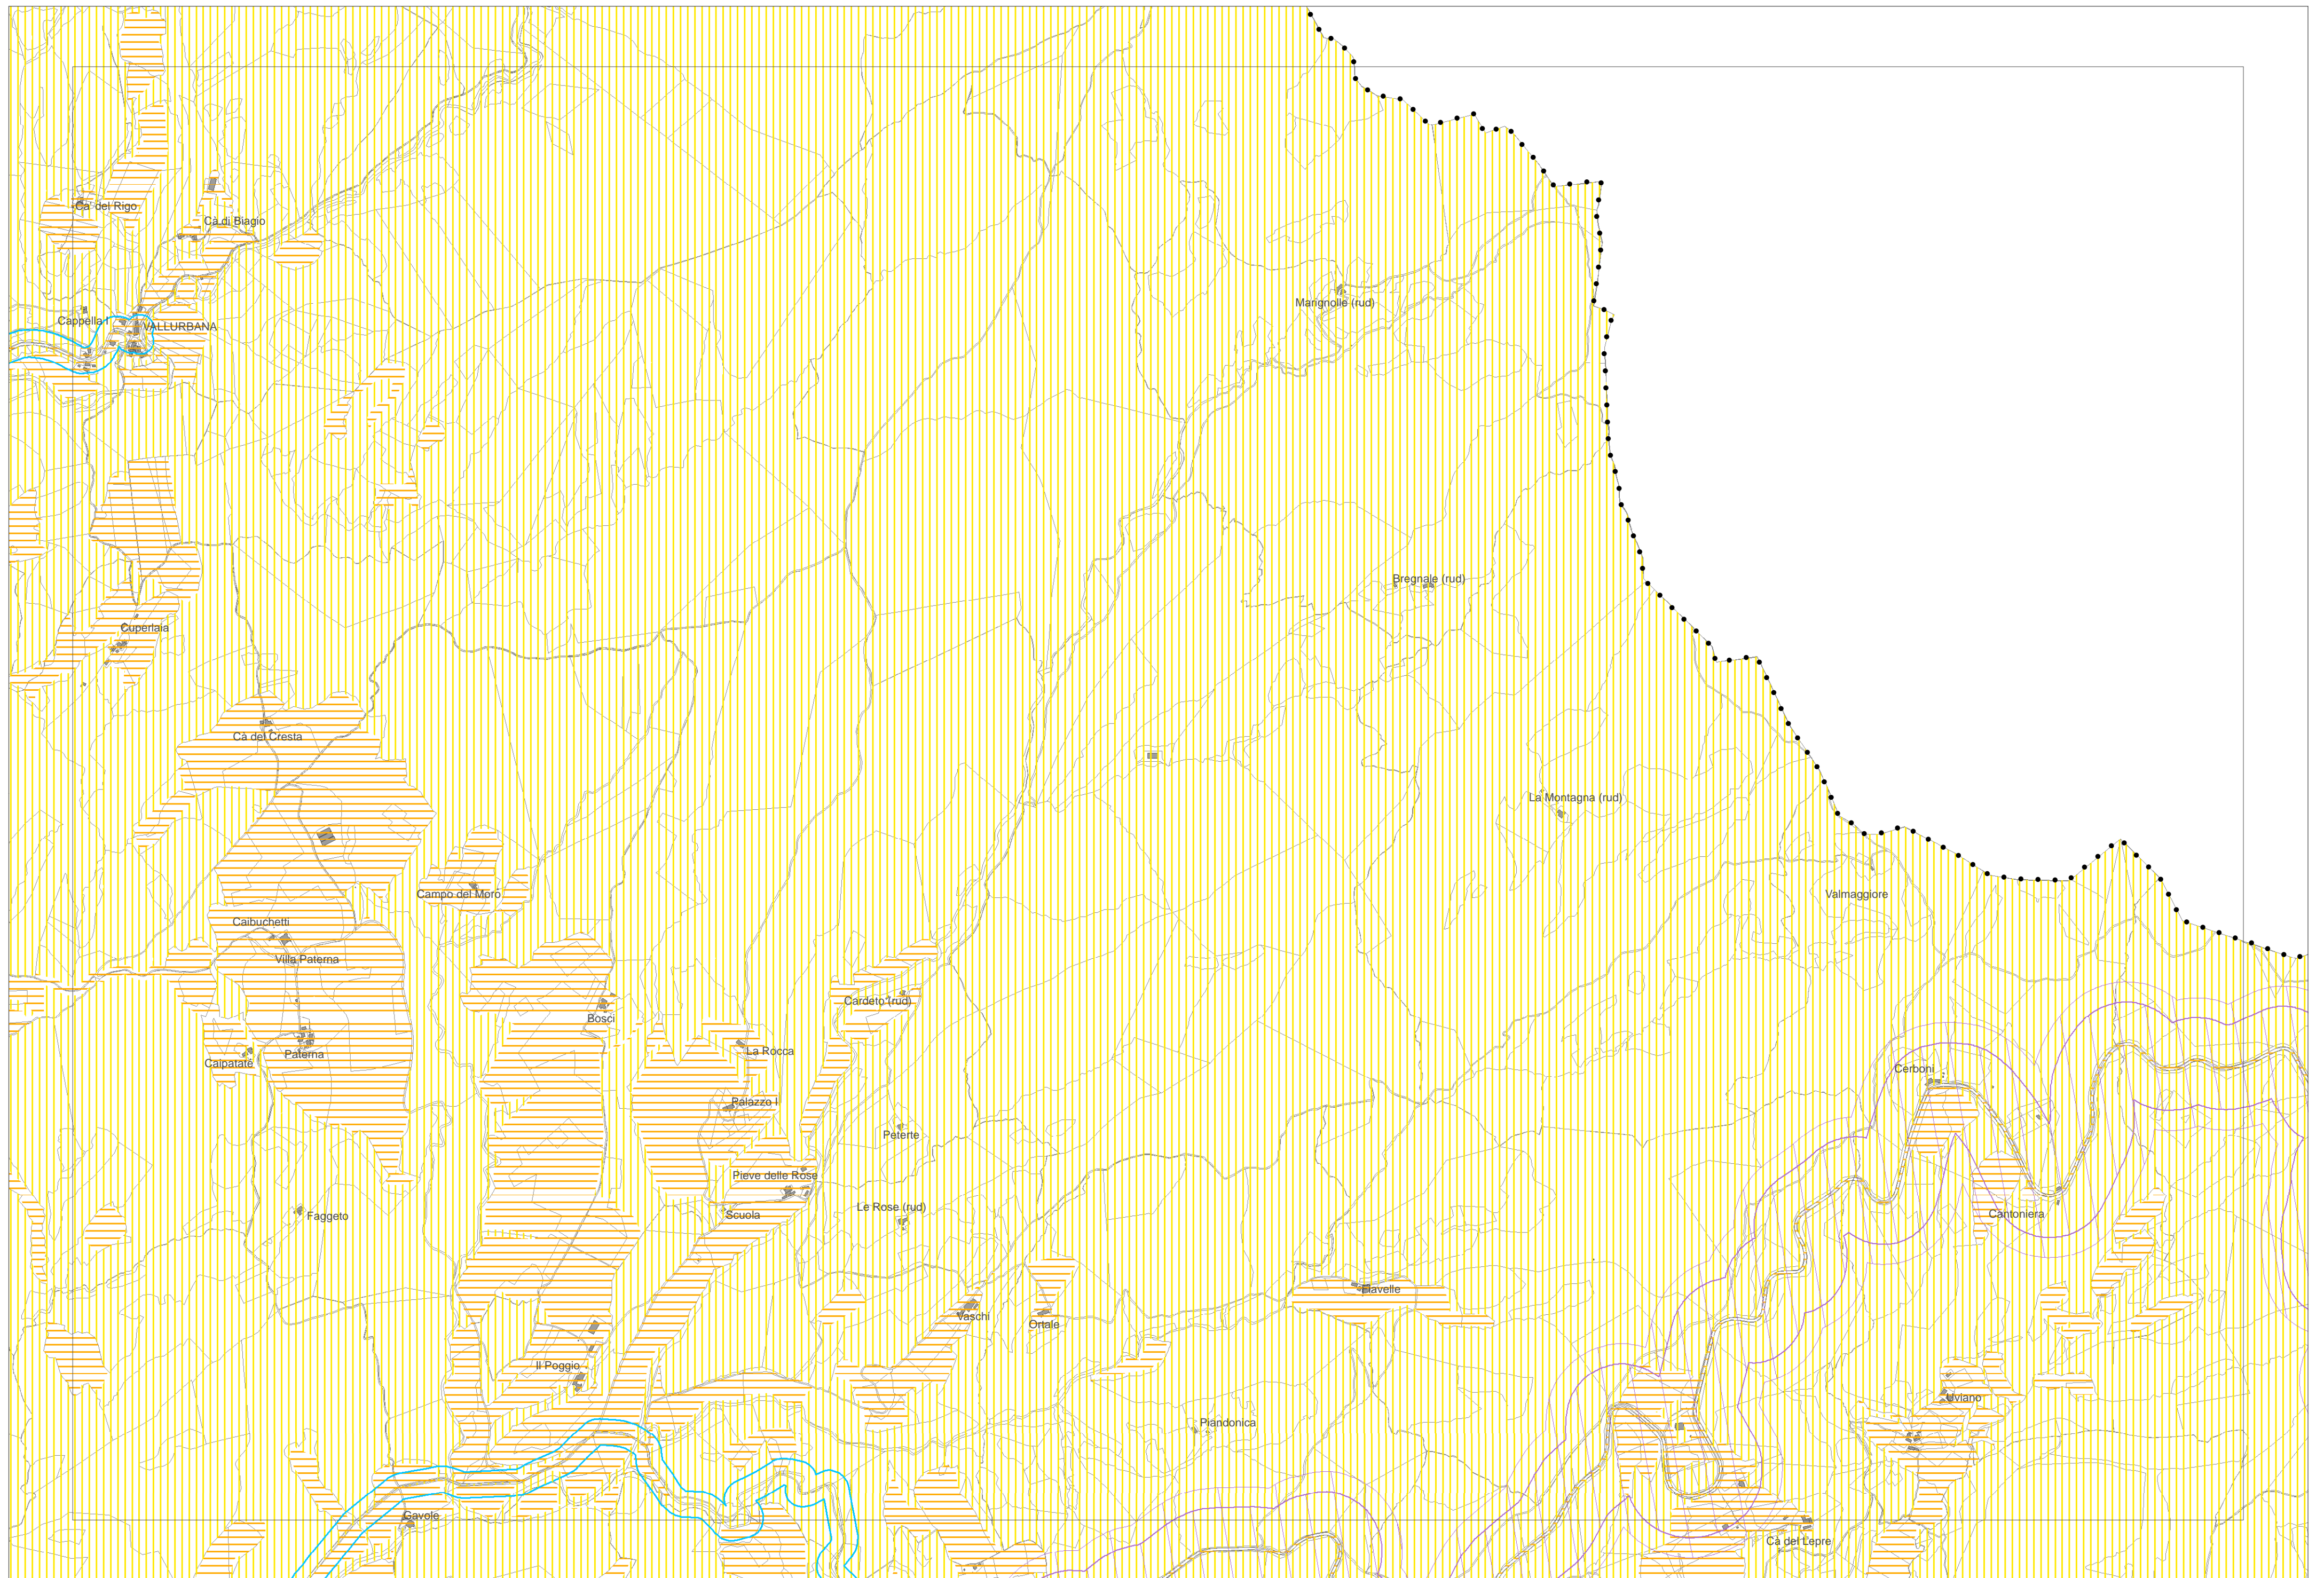 Ca' del Rigo
Cà di Biagio
Marignolle (rud)
Cappella I
VALLURBANA
Bregnale (rud)
Cuperlaia
Cà del Cresta
La Montagna (rud)
Campo del Moro
Valmaggiore
Caibuchetti
Villa Paterna
Cardeto (rud)
Bosci
La Rocca
Paterna
Caipatate
Cerboni
Palazzo I
Peterte
Pieve delle Rose
Le Rose (rud)
Scuola
Faggeto
Cantoniera
Flavelle
Vaschi
Ortale
Il Poggio
Uviano
Piandonica
Gavole
Cà del Lepre